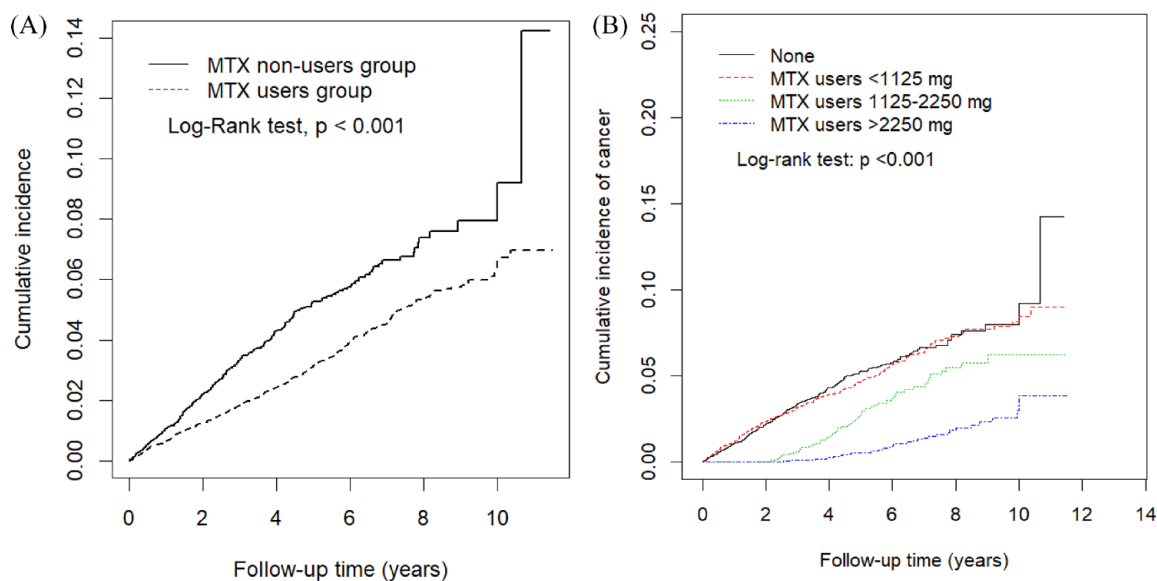 (A)
MTX non-users group
MTX users group
Log-Rank test, p < 0.001
Cumulative incidence
0.14
0.12
0.10
0.08
0.06
0.04
0.02
0.00
0 2 4 6 8 10
Follow-up time (years)
(B)
None
MTX users <1125 mg
MTX users 1125-2250 mg
MTX users >2250 mg
Log-rank test: p <0.001
Cumulative incidence of cancer
0.25
0.20
0.15
0.10
0.05
0.00
0 2 4 6 8 10 12 14
Follow-up time (years)